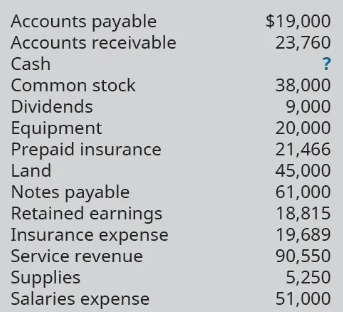 Accounts payable $19,000
Accounts receivable 23,760
Cash ?
Common stock 38,000
Dividends 9,000
Equipment 20,000
Prepaid insurance 21,466
Land 45,000
Notes payable 61,000
Retained earnings 18,815
Insurance expense 19,689
Service revenue 90,550
Supplies 5,250
Salaries expense 51,000